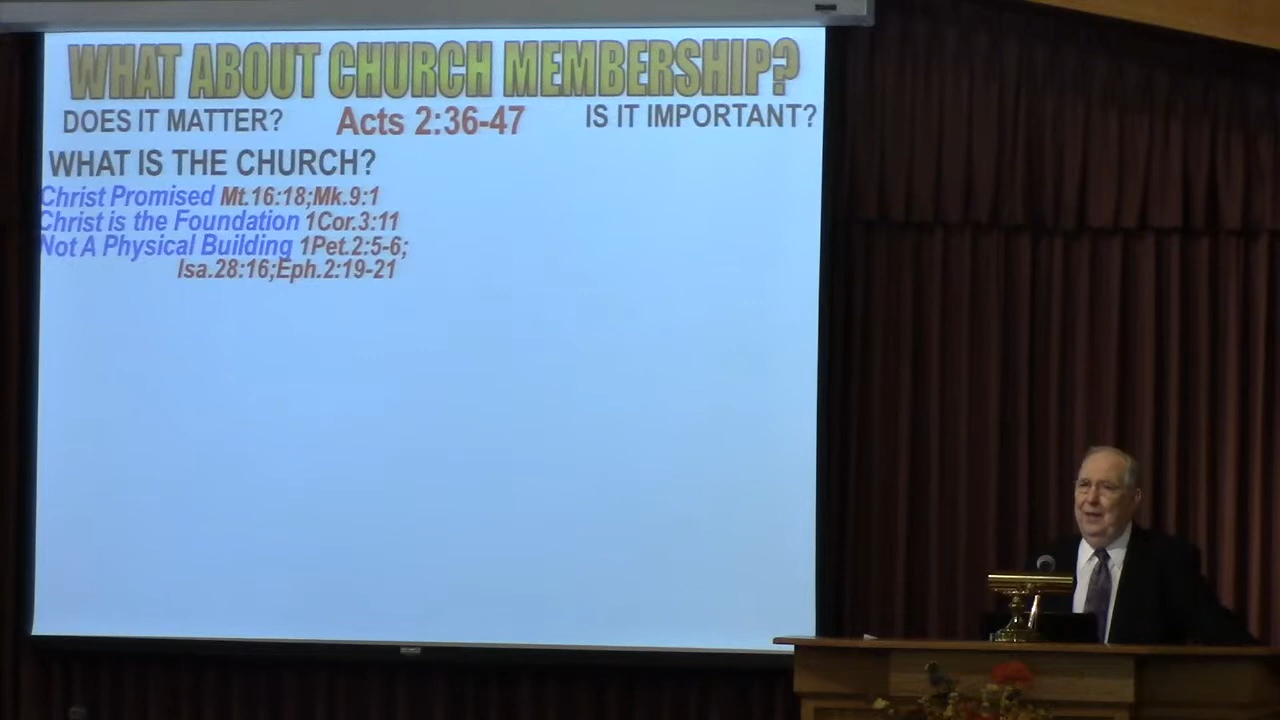 WHAT ABOUT CHURCH MEMBERSHIP?
DOES IT MATTER? Acts 2:36-47 IS IT IMPORTANT?
WHAT IS THE CHURCH?
Christ Promised Mt.16:18;Mk.9:1
Christ is the Foundation 1Cor.3:11
Not A Physical Building 1Pet.2:5-6;
Isa.28:16;Eph.2:19-21